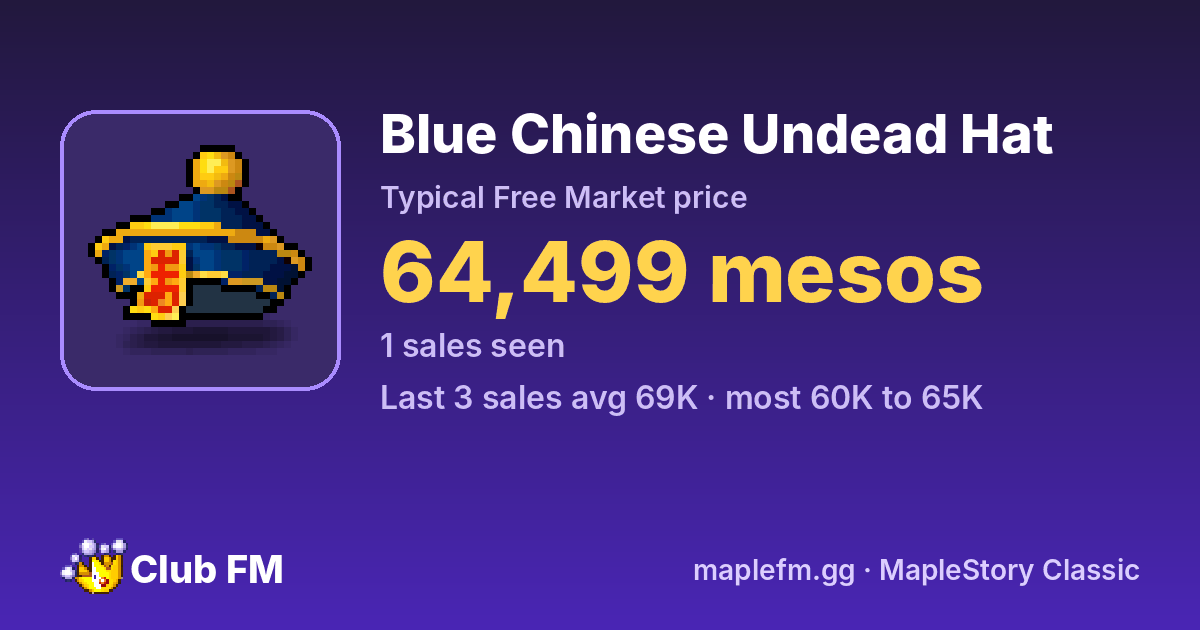 Blue Chinese Undead Hat
Typical Free Market price
64,499 mesos
1 sales seen
Last 3 sales avg 69K · most 60K to 65K
Club FM
maplefm.gg · MapleStory Classic